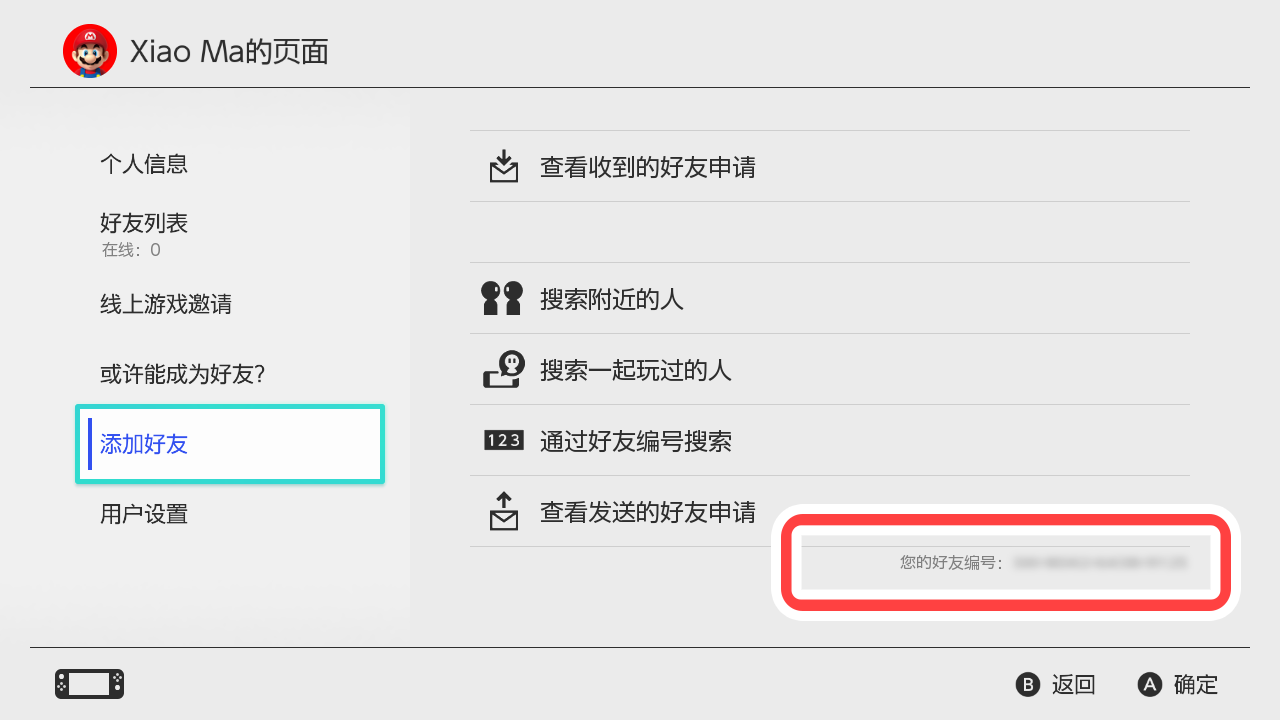 Xiao Ma的页面
个人信息
好友列表
在线：0
线上游戏邀请
或许能成为好友？
添加好友
用户设置
查看收到的好友申请
搜索附近的人
搜索一起玩过的人
123 通过好友编号搜索
查看发送的好友申请
您的好友编号：
B 返回 A 确定